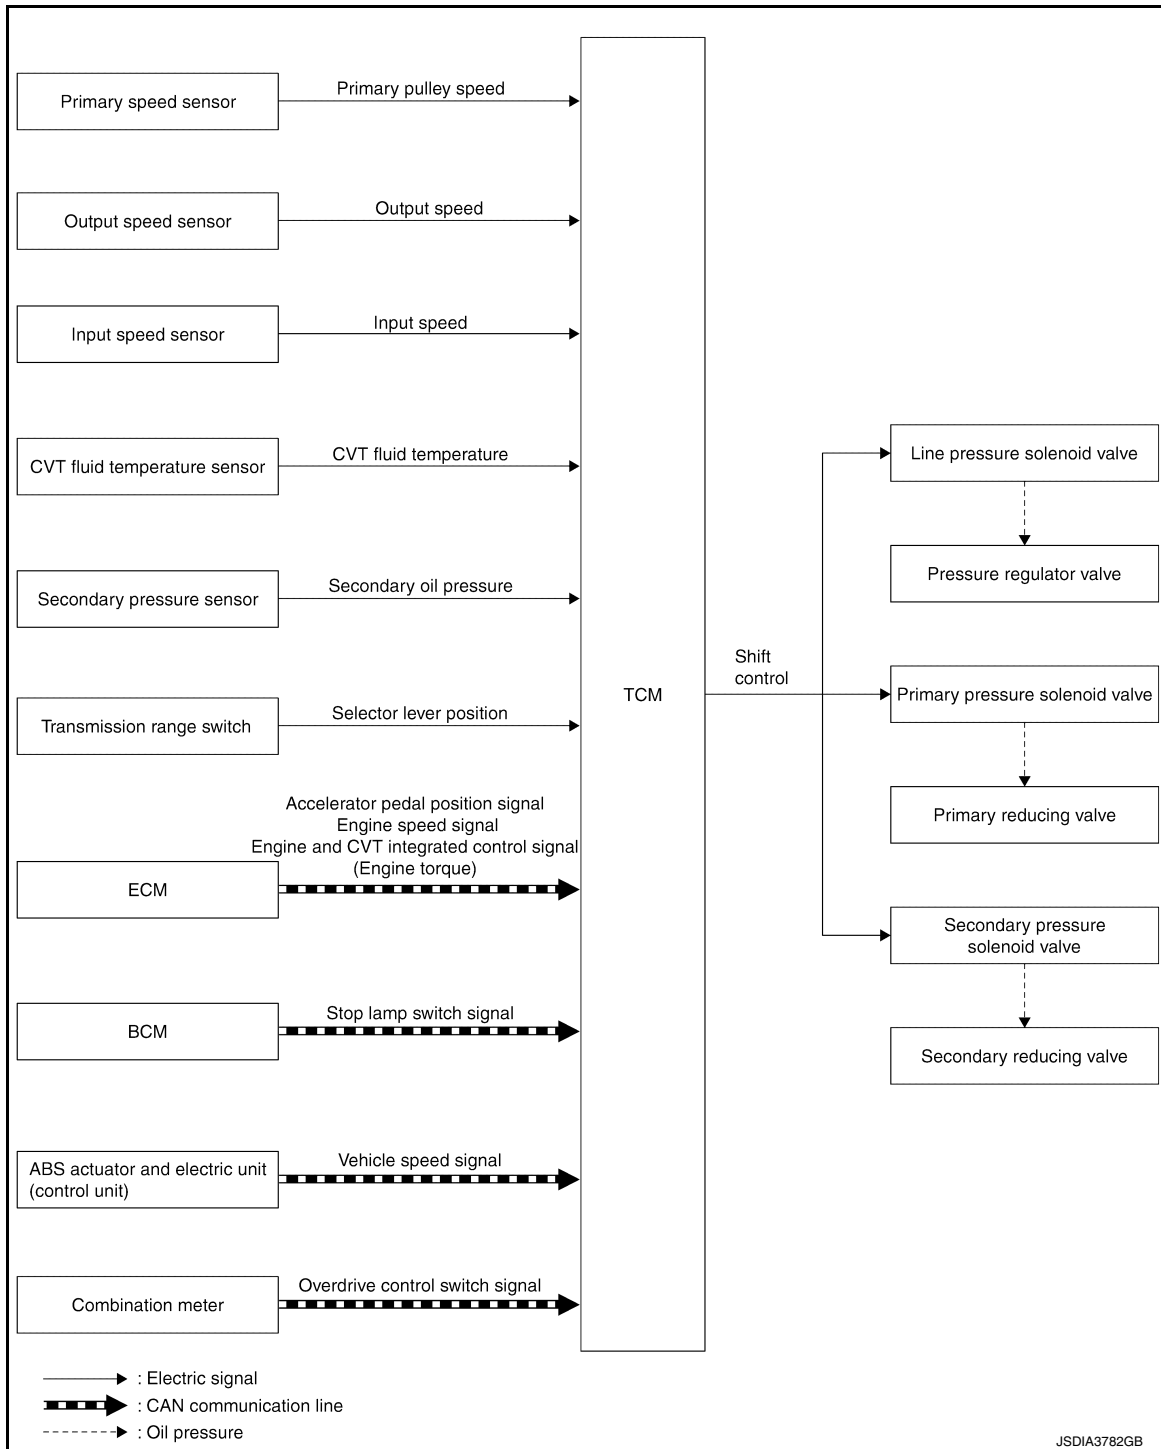 Primary speed sensor
Primary pulley speed
Output speed sensor
Output speed
Input speed sensor
Input speed
CVT fluid temperature sensor
CVT fluid temperature
Secondary pressure sensor
Secondary oil pressure
Transmission range switch
Selector lever position
ECM
Accelerator pedal position signal
Engine speed signal
Engine and CVT integrated control signal
(Engine torque)
BCM
Stop lamp switch signal
ABS actuator and electric unit
(control unit)
Vehicle speed signal
Combination meter
Overdrive control switch signal
TCM
Shift
control
Line pressure solenoid valve
Pressure regulator valve
Primary pressure solenoid valve
Primary reducing valve
Secondary pressure
solenoid valve
Secondary reducing valve
: Electric signal
: CAN communication line
: Oil pressure
JSDIA3782GB